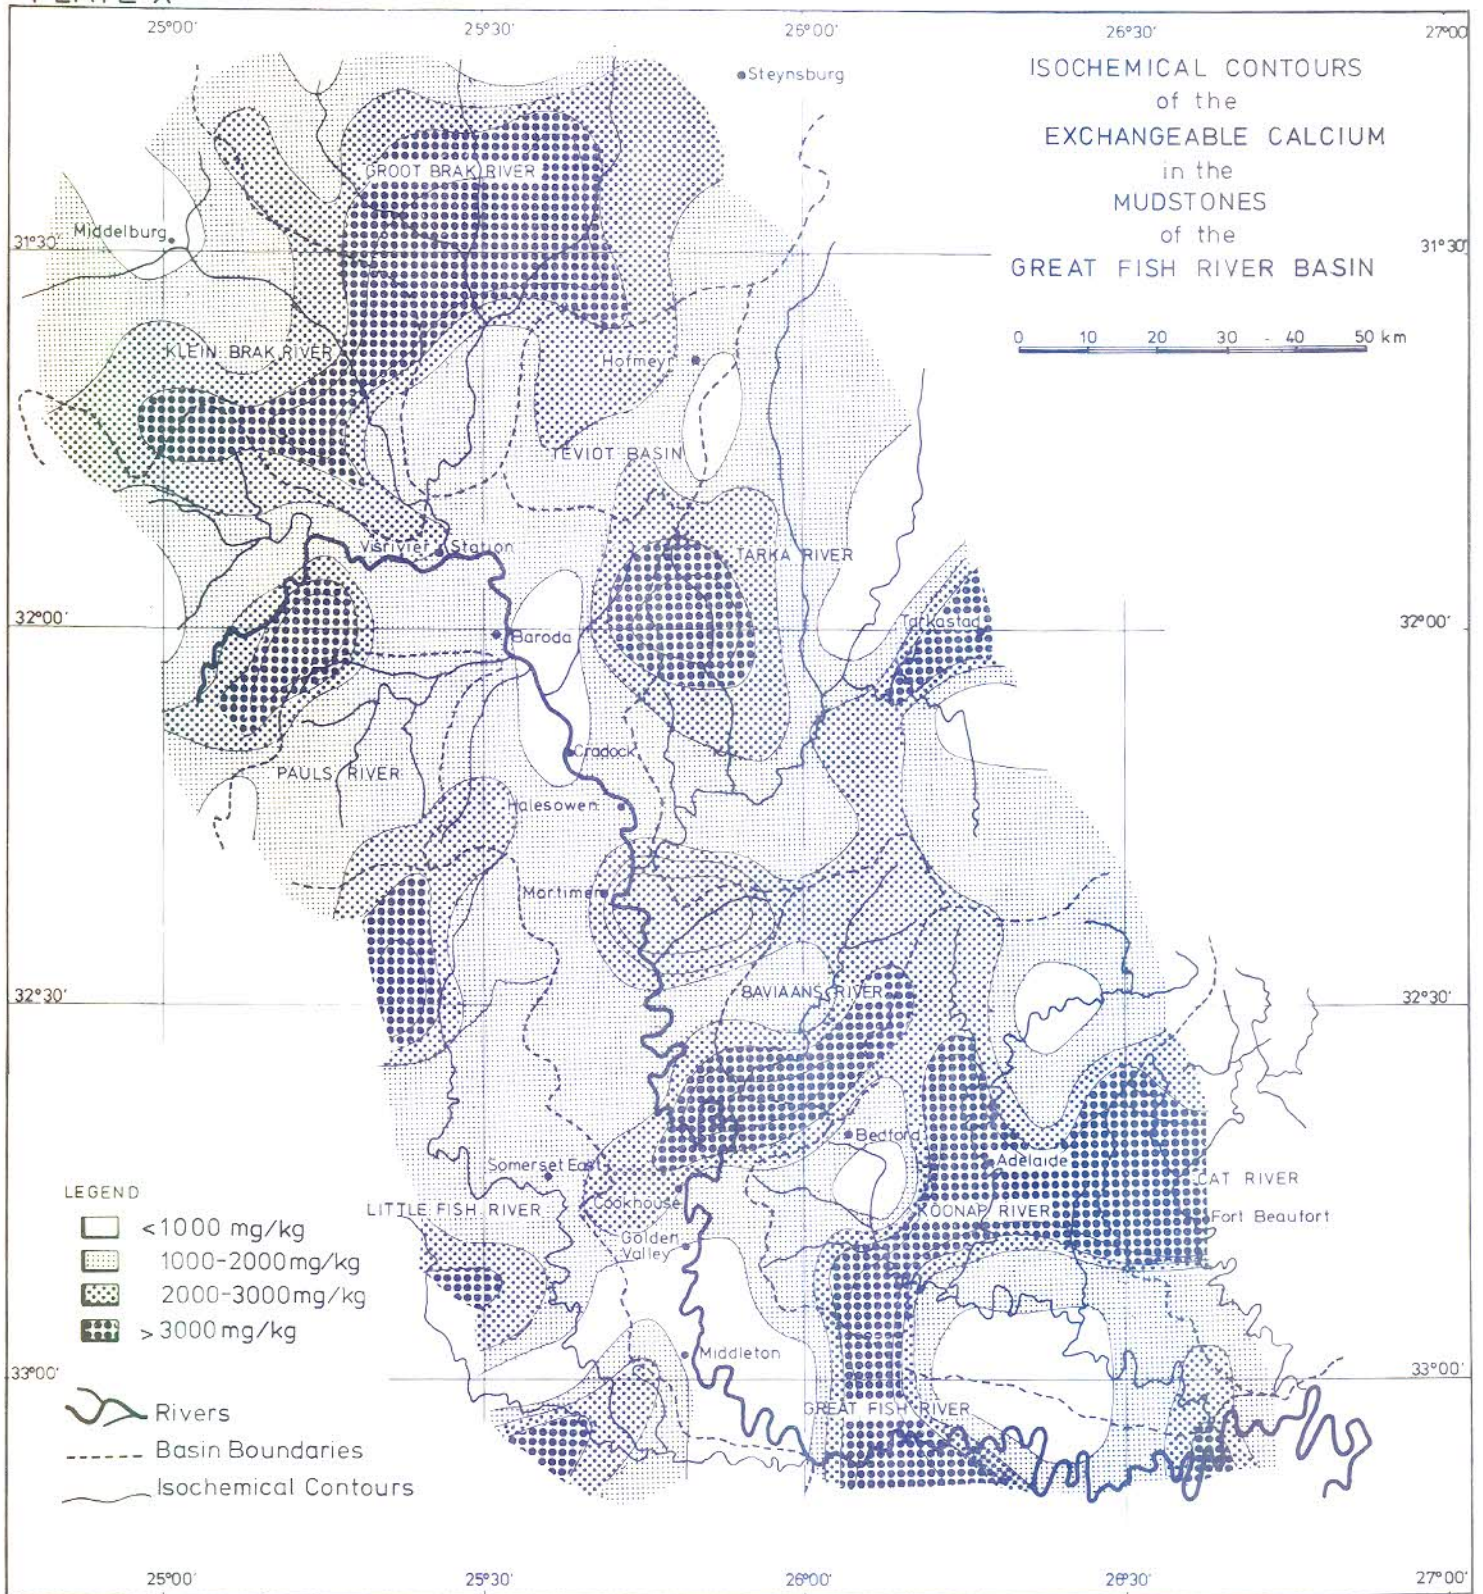 25°00'
25°30'
26°00'
26°30'
27°00'
Steynsburg
ISOCHEMICAL CONTOURS
of the
EXCHANGEABLE CALCIUM
in the
MUDSTONES
of the
GREAT FISH RIVER BASIN
0 10 20 30 40 50 km
GROOT BRAK RIVER
Middelburg
31°30'
31°30'
KLEIN BRAK RIVER
Hofmeyr
TEVIOT BASIN
Visrivier Station
TARKA RIVER
32°00'
Baroda
Tarkastad
32°00'
Cradock
PAULS RIVER
Halesowen
Mortimer
32°30'
BAVIAANS RIVER
32°30'
Bedford
Somerset East
Adelaide
CAT RIVER
Cookhouse
LITTLE FISH RIVER
KOONAP RIVER
Fort Beaufort
Golden
Valley
LEGEND
<1000 mg/kg
1000-2000mg/kg
2000-3000mg/kg
>3000mg/kg
Middleton
33°00'
33°00'
GREAT FISH RIVER
Rivers
Basin Boundaries
Isochemical Contours
25°00'
25°30'
26°00'
26°30'
27°00'